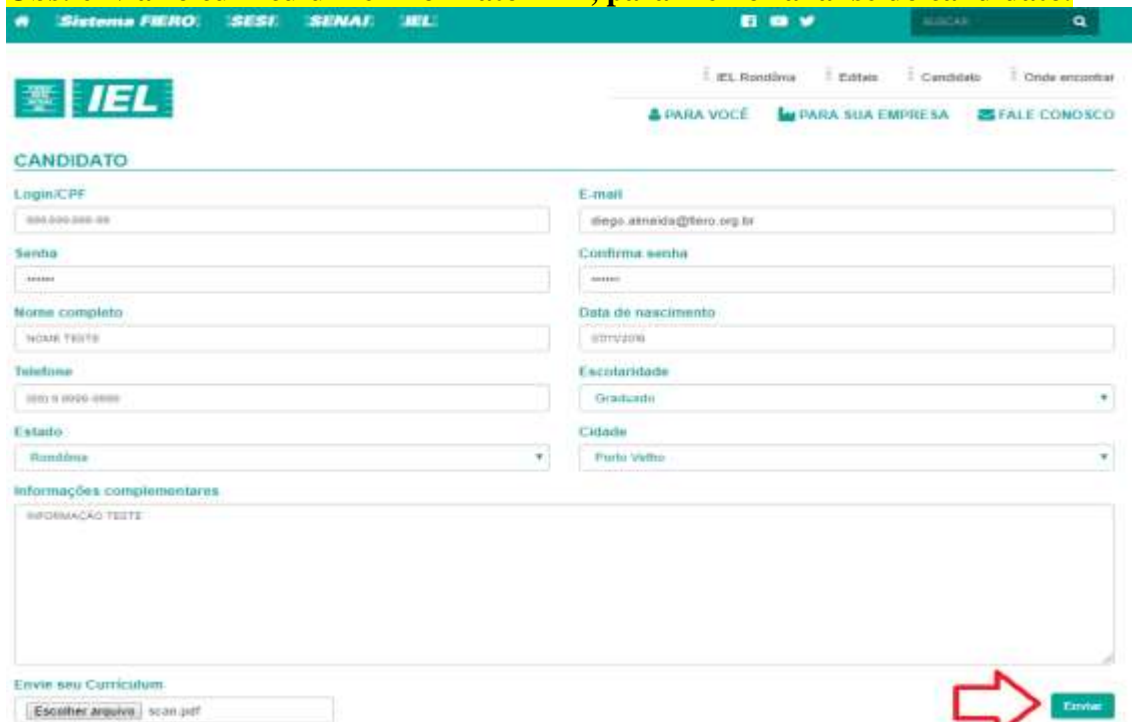 Sistema FIERO SESI SENAI IEL BUSCAR
IEL
IEL Rondônia Editais Candidato Onde encontrar
PARA VOCÊ PARA SUA EMPRESA FALE CONOSCO
CANDIDATO
Login/CPF E-mail
diego.almeida@fiero.org.br
Senha Confirma senha
Nome completo Data de nascimento
NOME TESTE
Telefone Escolaridade
Graduado
Estado Cidade
Rondônia Porto Velho
Informações complementares
INFORMAÇÃO TESTE
Envie seu Curriculum
Escolher arquivo scan.pdf Enviar